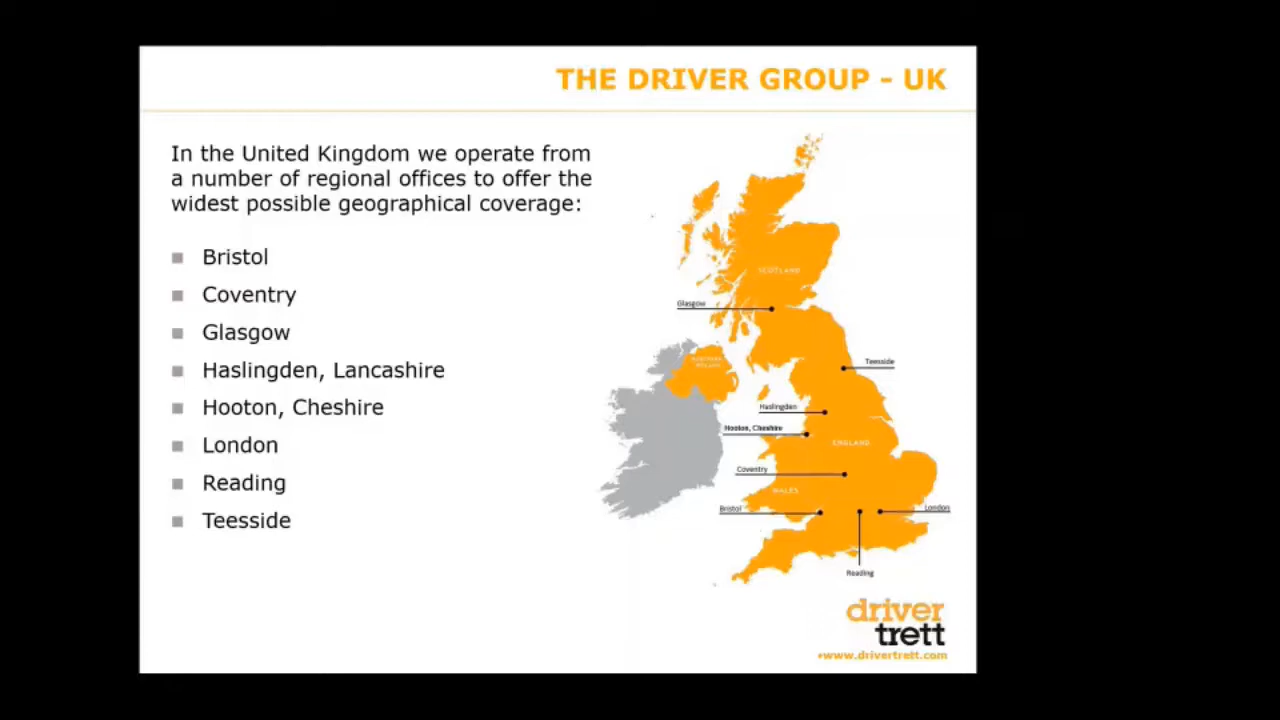 THE DRIVER GROUP - UK
In the United Kingdom we operate from
a number of regional offices to offer the
widest possible geographical coverage:
Bristol
Coventry
Glasgow
Haslingden, Lancashire
Hooton, Cheshire
London
Reading
Teesside
SCOTLAND
Glasgow
NORTHERN
IRELAND
Teesside
Haslingden
Hooton, Cheshire
ENGLAND
Coventry
WALES
Bristol
London
Reading
driver
trett
•www.drivertrett.com